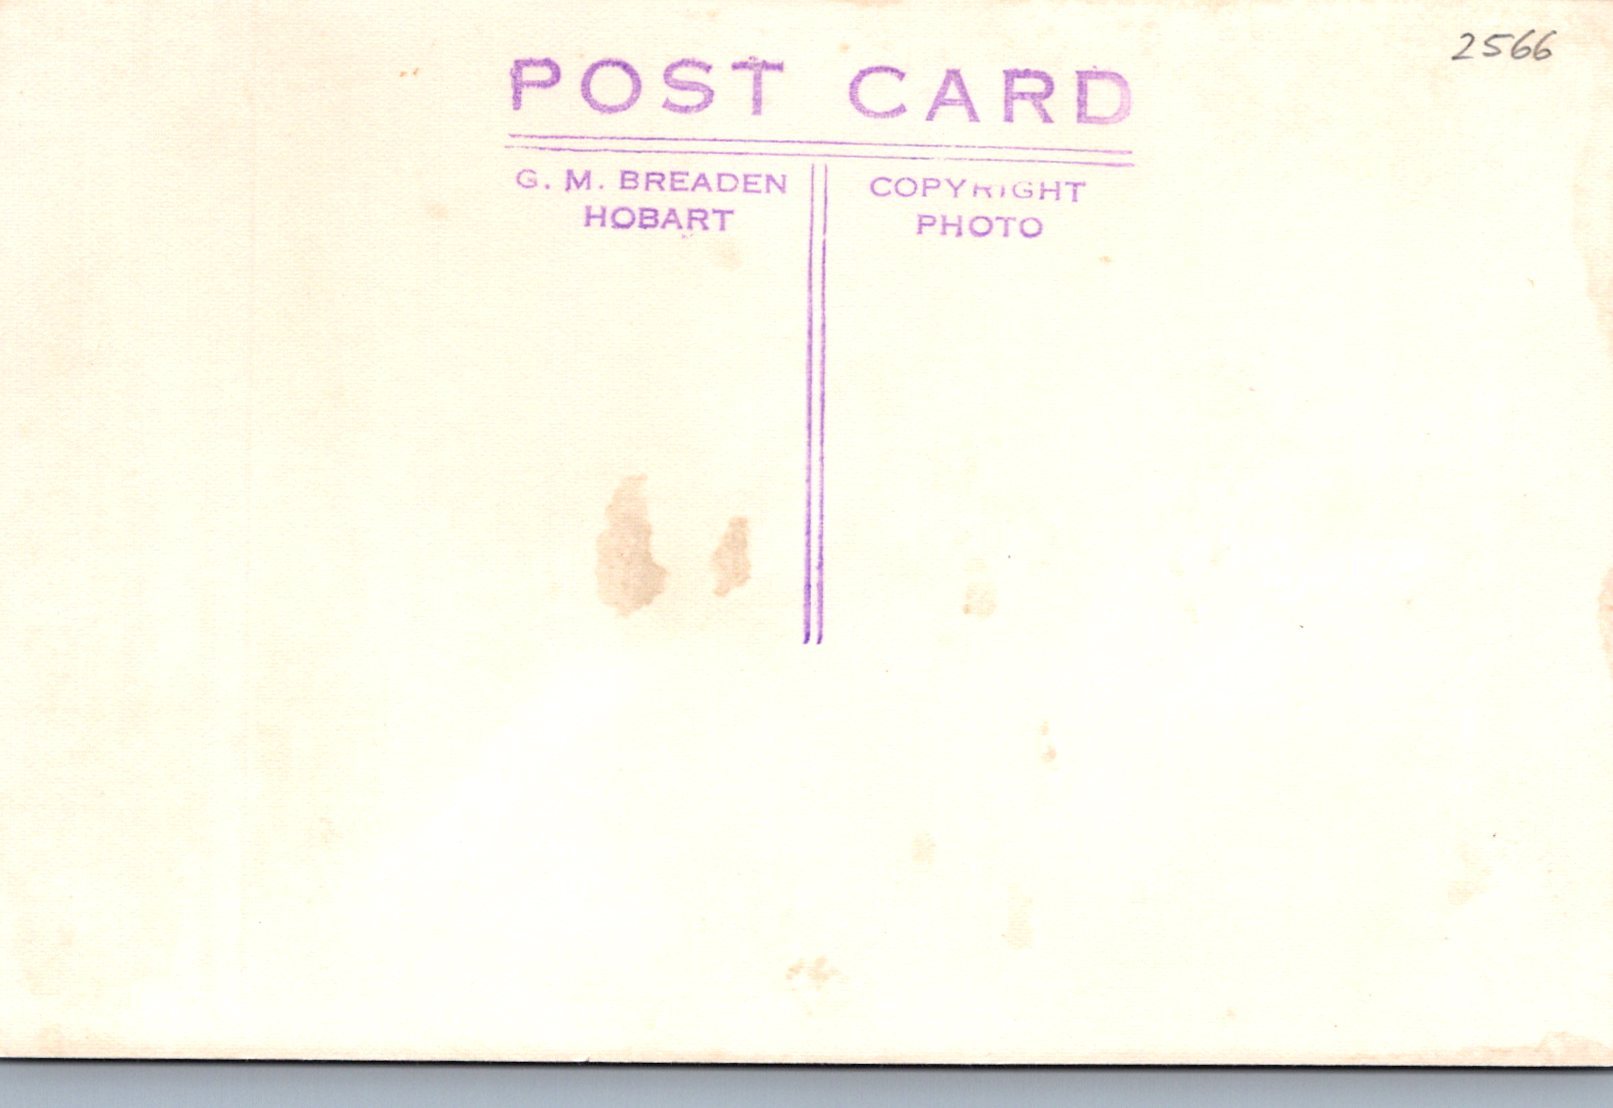 2566
POST CARD
G. M. BREADEN
HOBART
COPYRIGHT
PHOTO